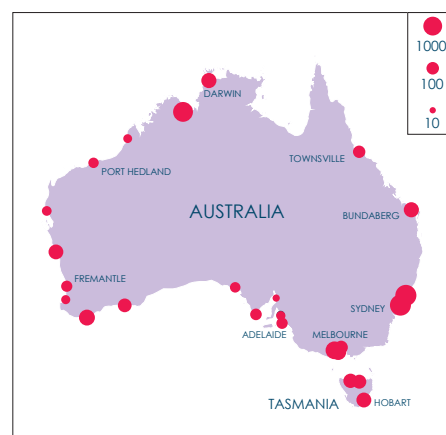 1000
100
10
DARWIN
PORT HEDLAND
TOWNSVILLE
AUSTRALIA
BUNDABERG
FREMANTLE
SYDNEY
ADELAIDE
MELBOURNE
TASMANIA
HOBART